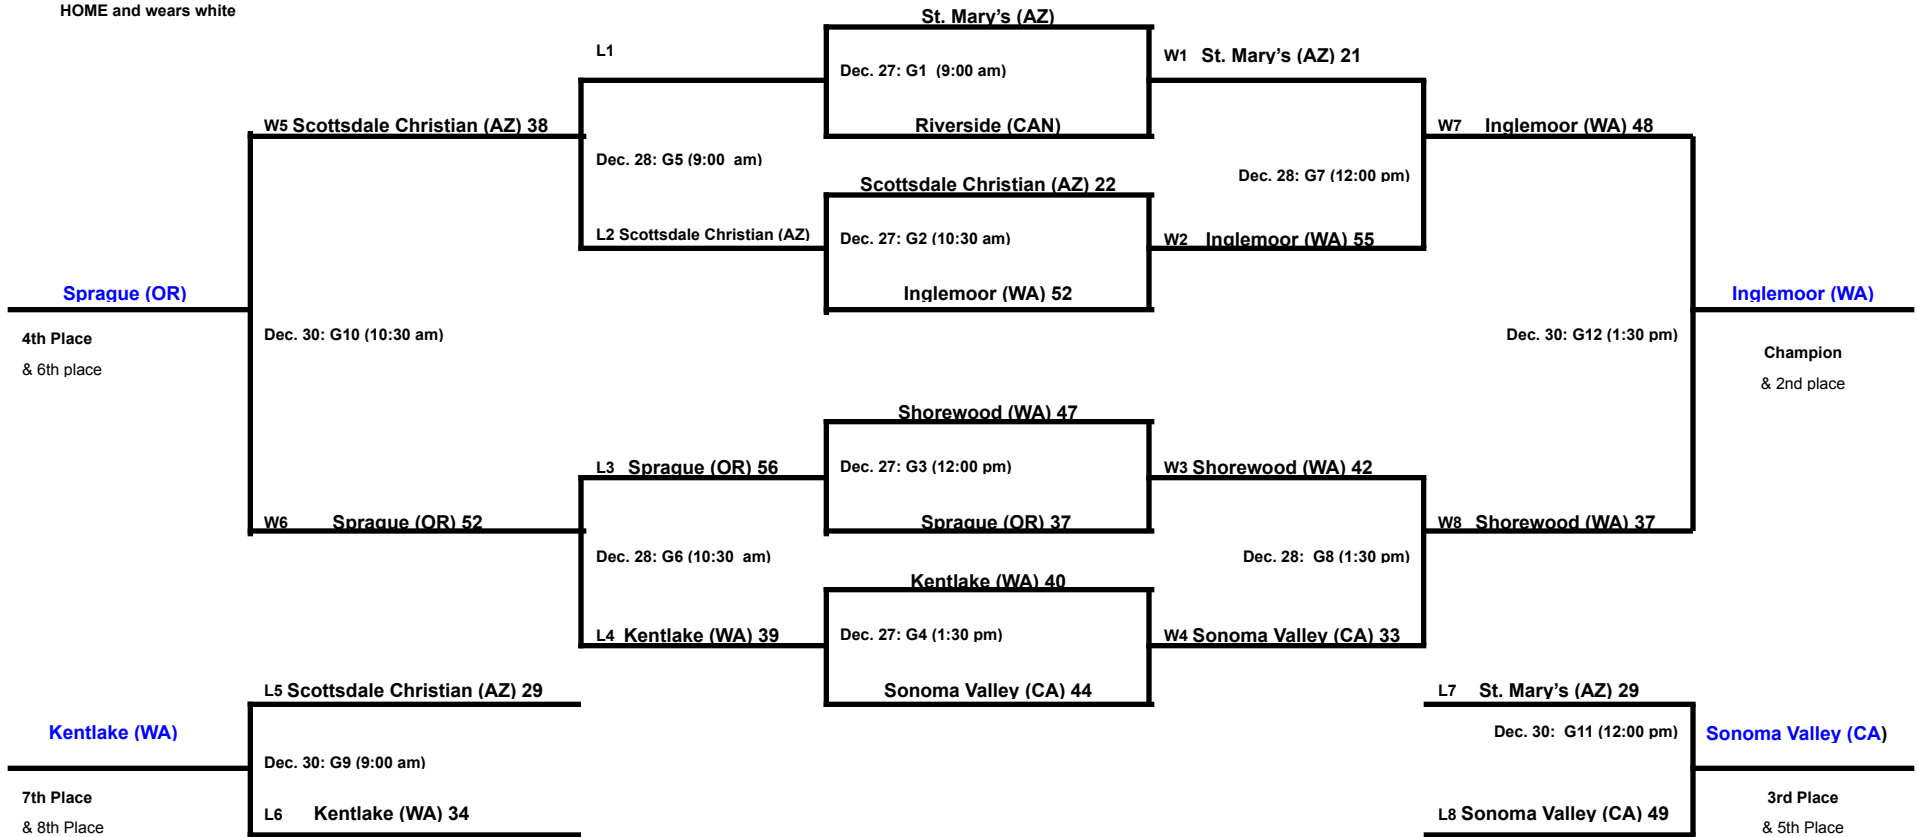 HOME and wears white
St. Mary's (AZ)
L1
W1 St. Mary's (AZ) 21
Dec. 27: G1 (9:00 am)
W5 Scottsdale Christian (AZ) 38
Riverside (CAN)
W7 Inglemoor (WA) 48
Dec. 28: G5 (9:00 am)
Dec. 28: G7 (12:00 pm)
Scottsdale Christian (AZ) 22
L2 Scottsdale Christian (AZ)
Dec. 27: G2 (10:30 am)
W2 Inglemoor (WA) 55
Sprague (OR)
Inglemoor (WA) 52
Inglemoor (WA)
4th Place
& 6th place
Dec. 30: G10 (10:30 am)
Dec. 30: G12 (1:30 pm)
Champion
& 2nd place
Shorewood (WA) 47
L3 Sprague (OR) 56
Dec. 27: G3 (12:00 pm)
W3 Shorewood (WA) 42
W6 Sprague (OR) 52
Sprague (OR) 37
W8 Shorewood (WA) 37
Dec. 28: G6 (10:30 am)
Dec. 28: G8 (1:30 pm)
Kentlake (WA) 40
L4 Kentlake (WA) 39
Dec. 27: G4 (1:30 pm)
W4 Sonoma Valley (CA) 33
L5 Scottsdale Christian (AZ) 29
Sonoma Valley (CA) 44
L7 St. Mary's (AZ) 29
Kentlake (WA)
Dec. 30: G11 (12:00 pm)
Sonoma Valley (CA)
Dec. 30: G9 (9:00 am)
7th Place
& 8th Place
L6 Kentlake (WA) 34
L8 Sonoma Valley (CA) 49
3rd Place
& 5th Place